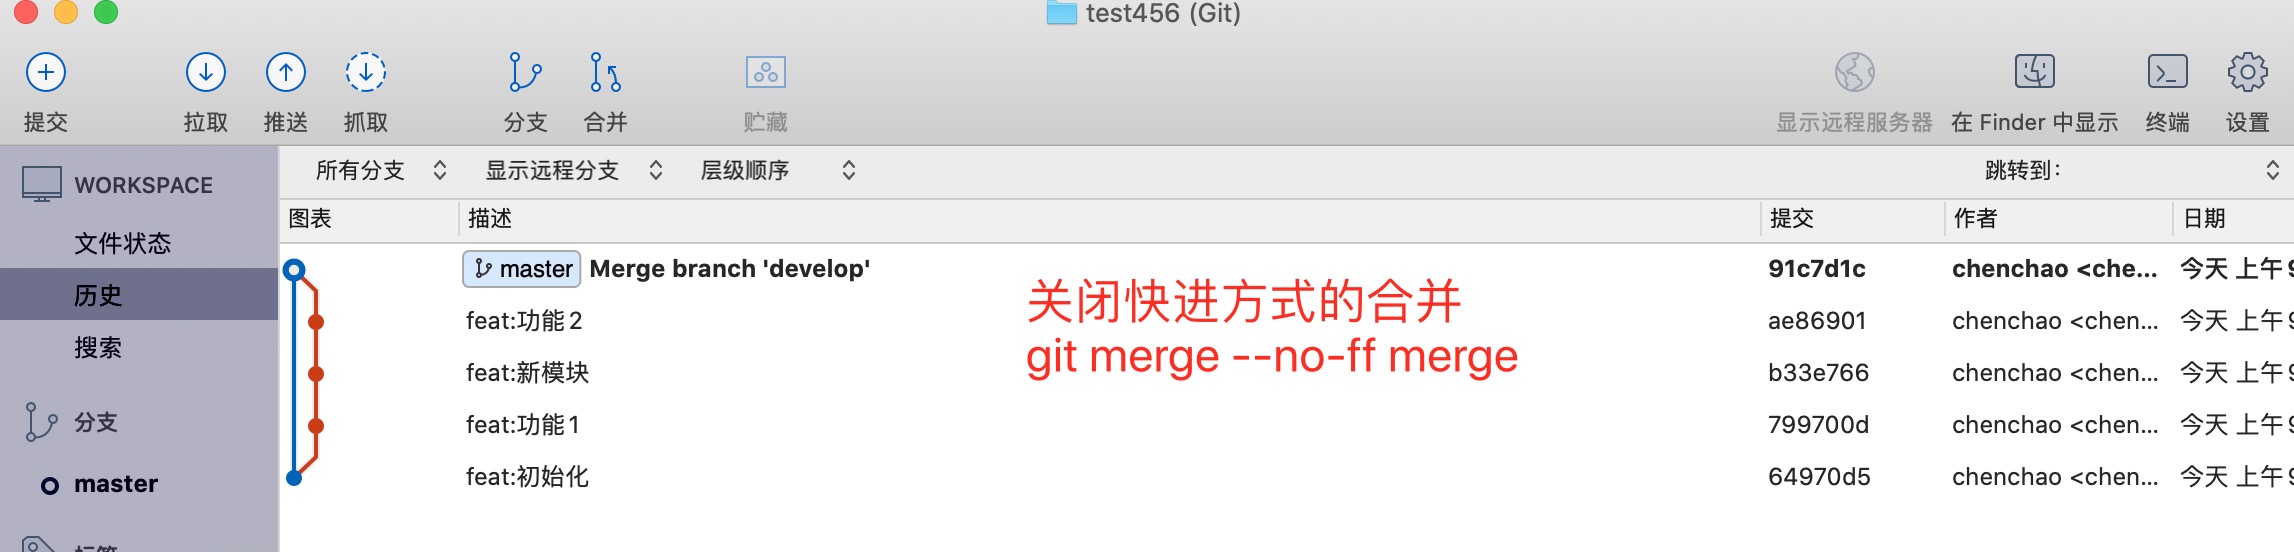 test456 (Git)
提交
拉取
推送
抓取
分支
合并
贮藏
显示远程服务器
在 Finder 中显示
终端
设置
WORKSPACE
文件状态
历史
搜索
分支
master
标签
所有分支
显示远程分支
层级顺序
跳转到:
图表 描述 提交 作者 日期
master Merge branch 'develop' 91c7d1c chenchao <che... 今天 上午9
feat:功能2 ae86901 chenchao <chen... 今天 上午9
feat:新模块 b33e766 chenchao <chen... 今天 上午9
feat:功能1 799700d chenchao <chen... 今天 上午9
feat:初始化 64970d5 chenchao <chen... 今天 上午9
关闭快进方式的合并
git merge --no-ff merge